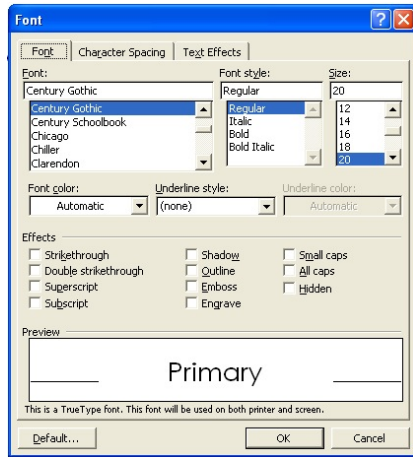 Font
Font Character Spacing Text Effects
Font: Font style: Size:
Century Gothic Regular 20
Century Gothic Regular 12
Century Schoolbook Italic 14
Chicago Bold 16
Chiller Bold Italic 18
Clarendon 20
Font color: Underline style: Underline color:
Automatic (none) Automatic
Effects
Strikethrough Shadow Small caps
Double strikethrough Outline All caps
Superscript Emboss Hidden
Subscript Engrave
Preview
Primary
This is a TrueType font. This font will be used on both printer and screen.
Default... OK Cancel